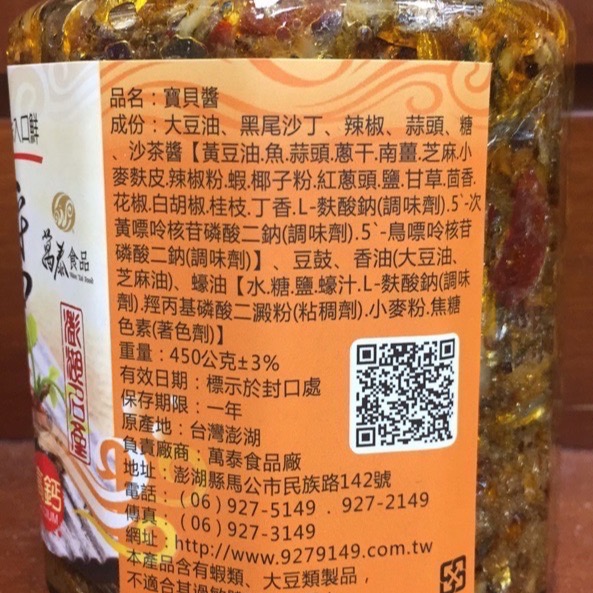 入口鮮
萬泰食品
澎湖名產
鈣
品名：寶貝醬
成份：大豆油、黑尾沙丁、辣椒、蒜頭、糖
、沙茶醬【黃豆油.魚.蒜頭.蔥干.南薑.芝麻.小
麥麩皮.辣椒粉.蝦.椰子粉.紅蔥頭.鹽.甘草.茴香.
花椒.白胡椒.桂枝.丁香.L-麩酸鈉(調味劑).5`-次
黃嘌呤核苷磷酸二鈉(調味劑).5`-鳥嘌呤核苷
磷酸二鈉(調味劑)】、豆鼓、香油(大豆油、
芝麻油)、蠔油【水.糖.鹽.蠔汁.L-麩酸鈉(調味
劑).羥丙基磷酸二澱粉(粘稠劑).小麥粉.焦糖
色素(著色劑)】
重量：450公克±3%
有效日期：標示於封口處
保存期限：一年
原產地：台灣澎湖
負責廠商：萬泰食品廠
地址：澎湖縣馬公市民族路142號
電話：(06)927-5149 . 927-2149
傳真：(06)927-3149
網址：http://www.9279149.com.tw
本產品含有蝦類、大豆類製品，
不適合其過敏